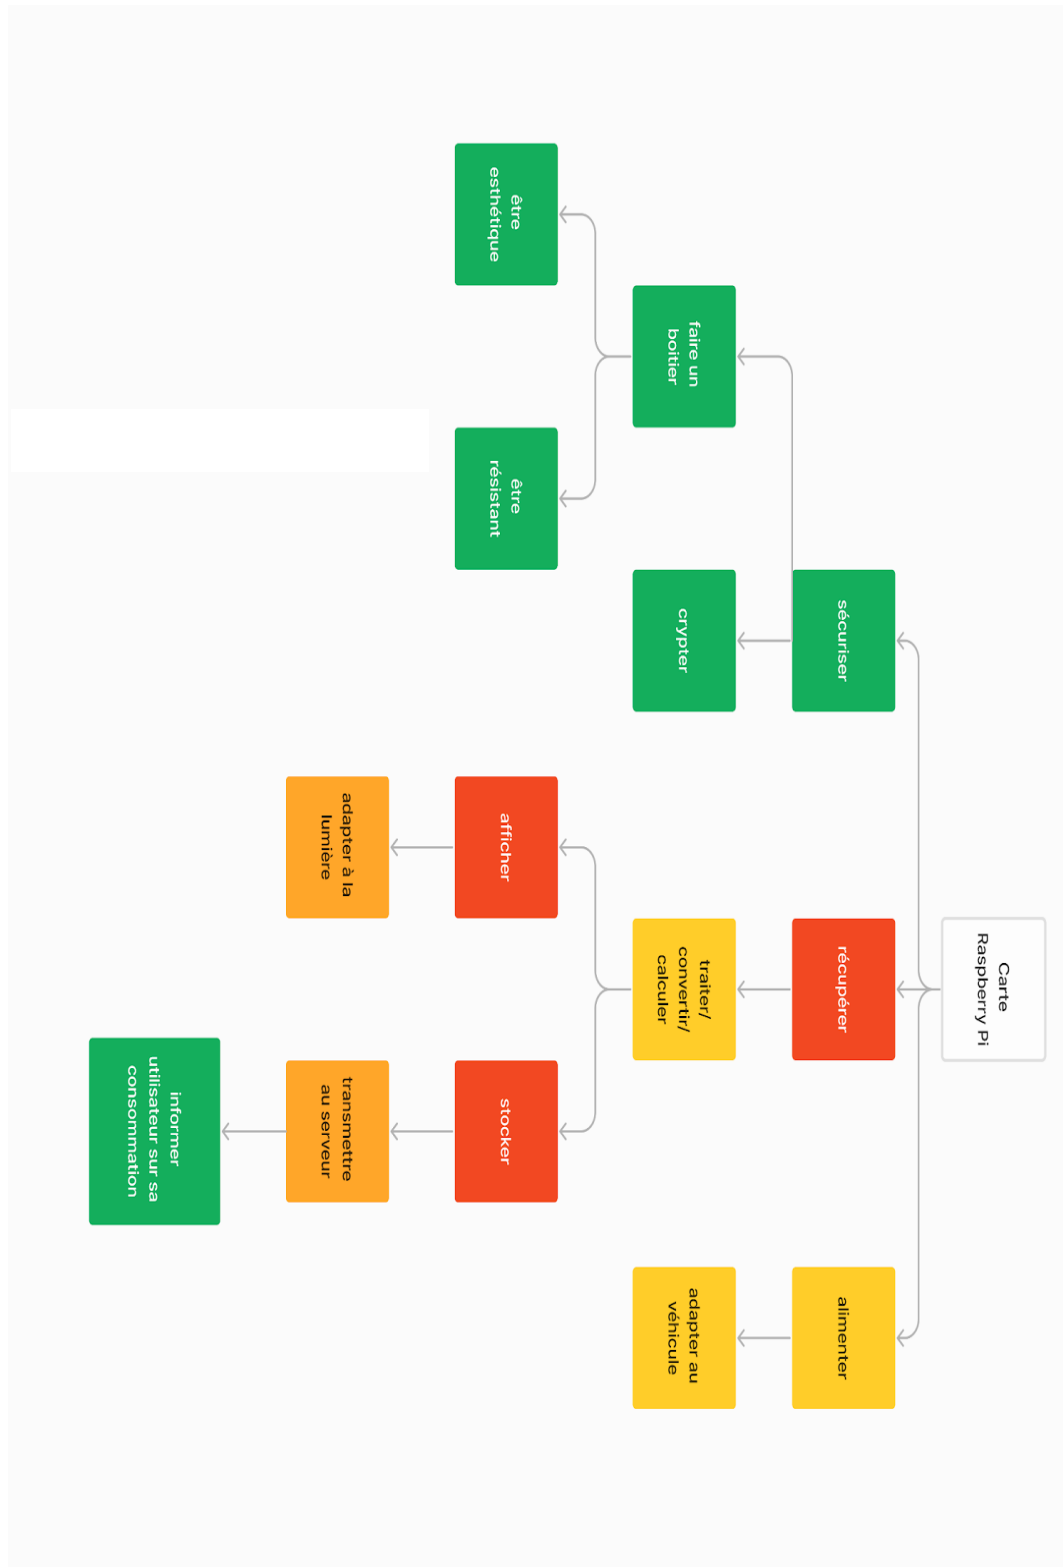 Carte
Raspberry Pi
sécuriser
récupérer
alimenter
faire un
boitier
crypter
traiter/
convertir/
calculer
adapter au
véhicule
être
esthétique
être
résistant
afficher
stocker
adapter à la
lumière
transmettre
au serveur
informer
utilisateur sur sa
consommation